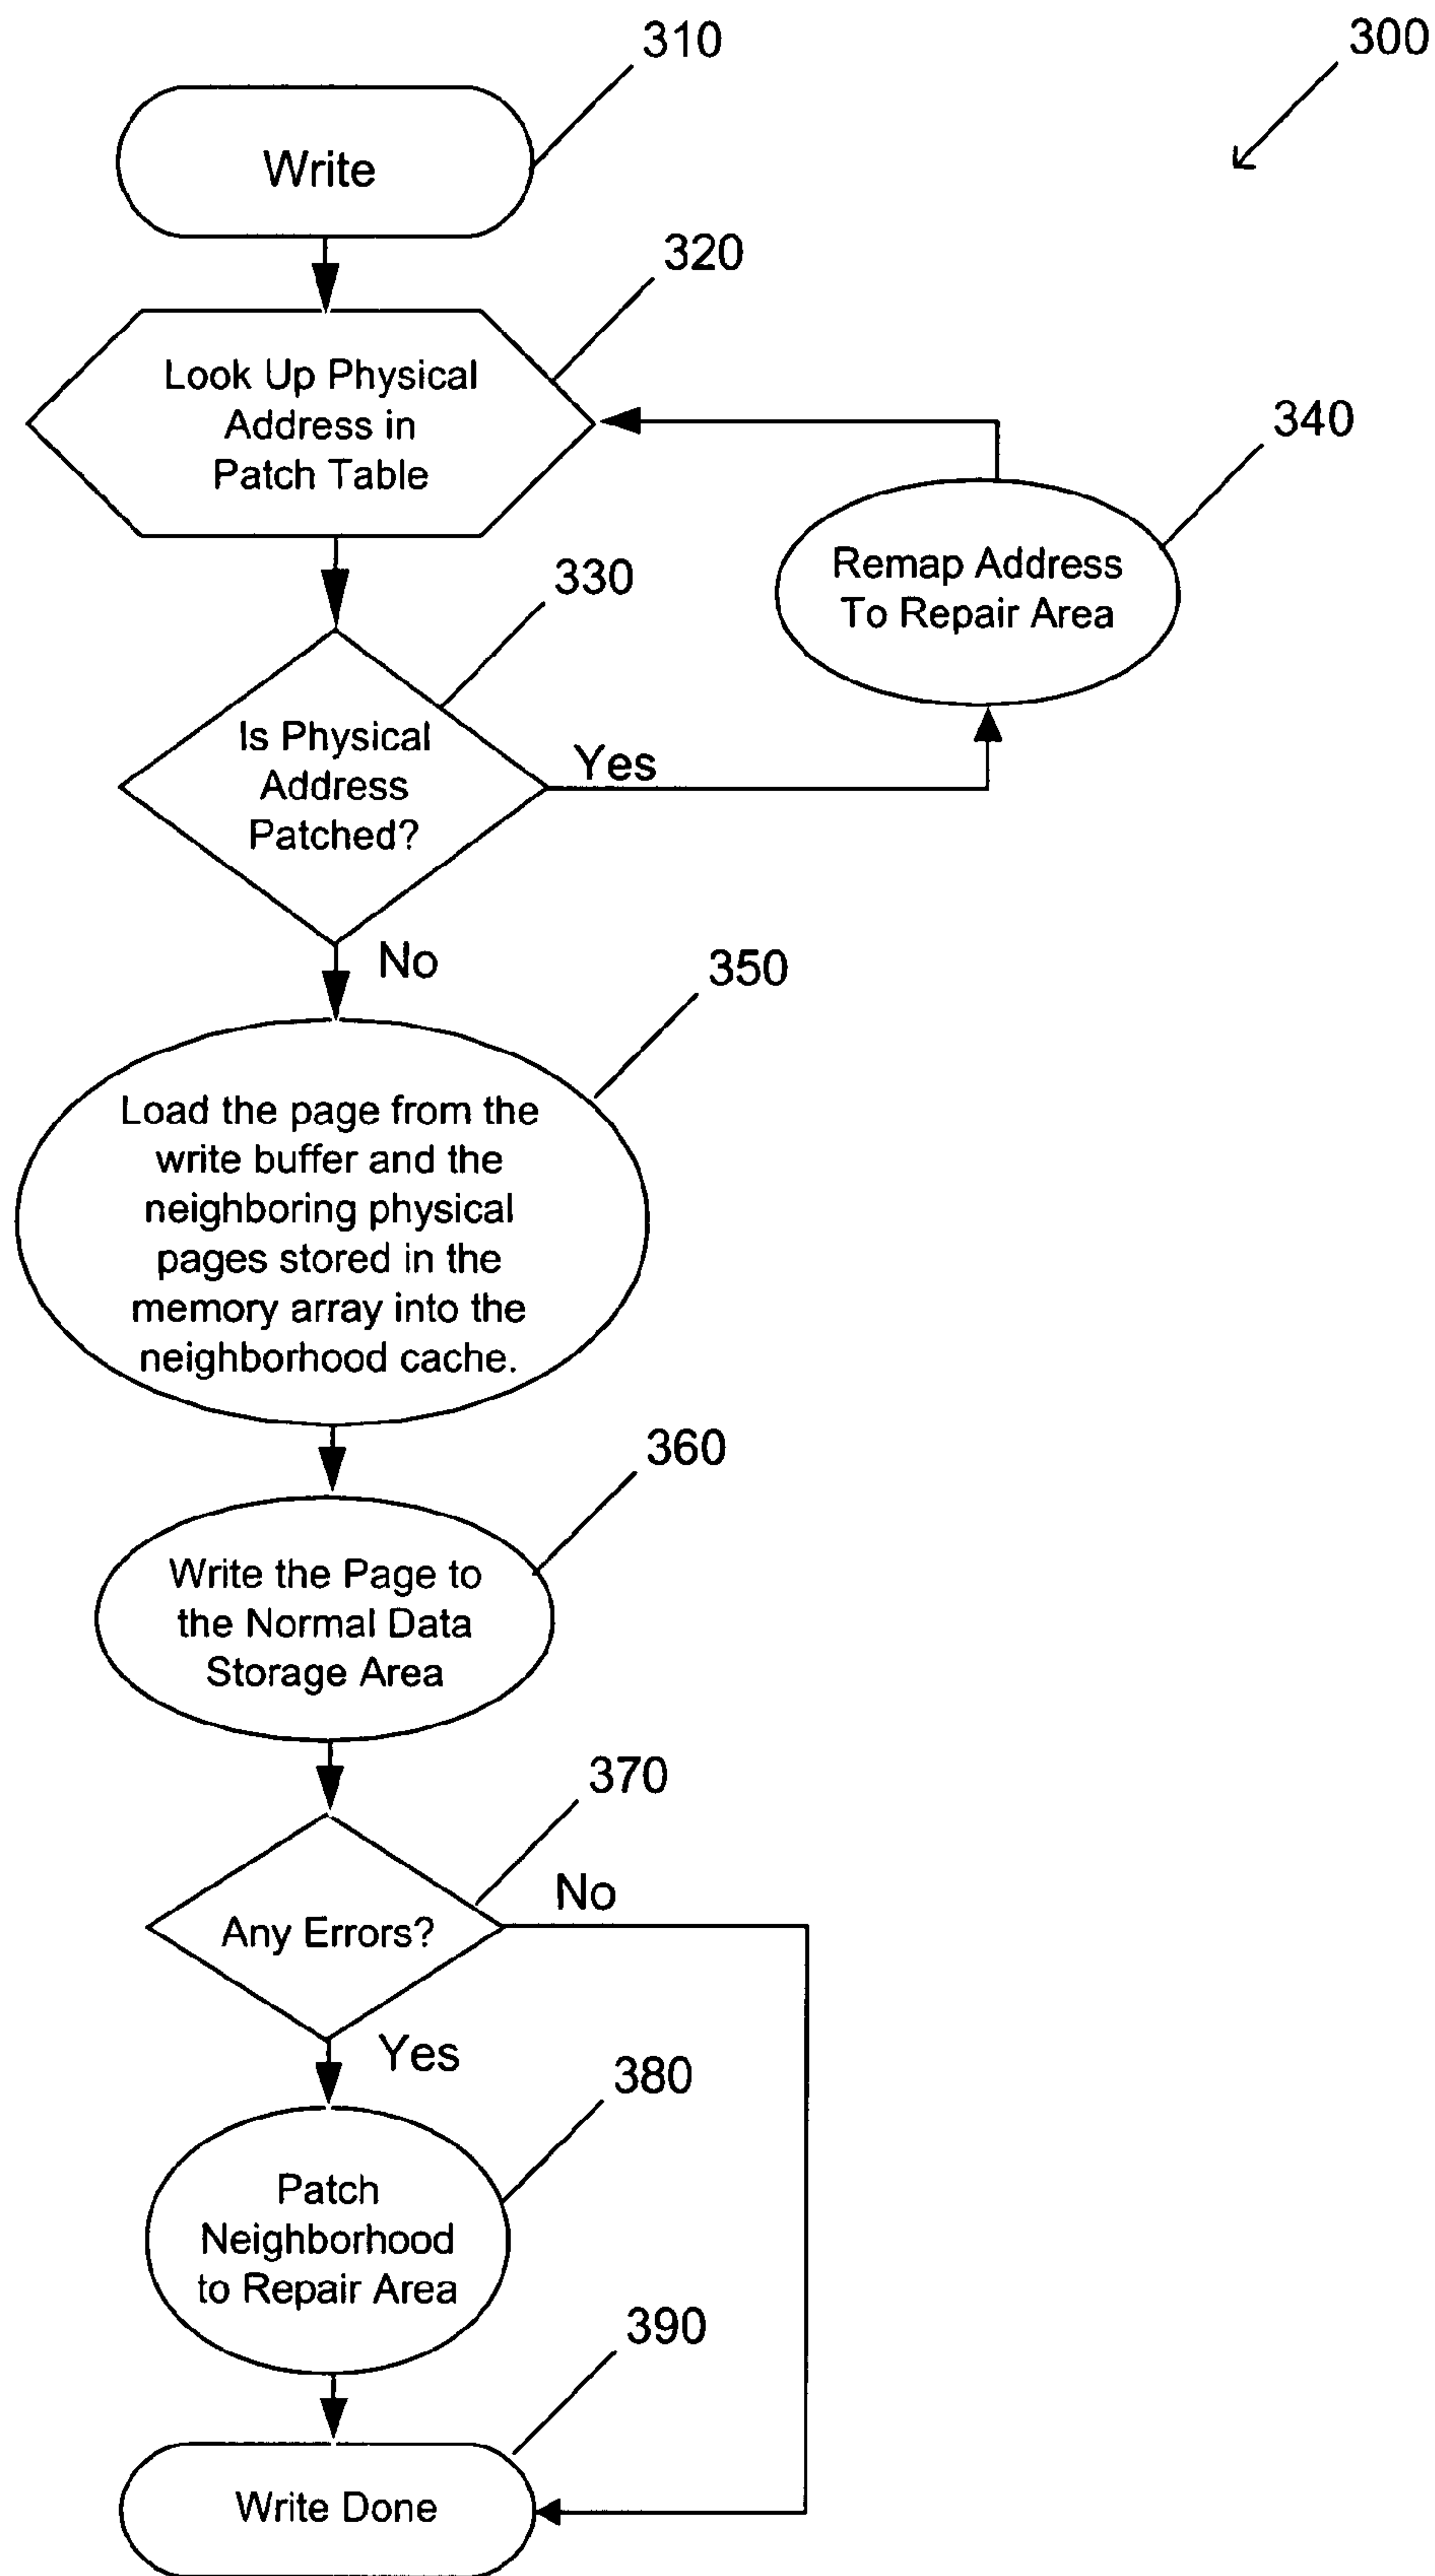 310
300
Write
320
Look Up Physical
Address in
Patch Table
340
Remap Address
To Repair Area
330
Is Physical
Address
Patched?
Yes
No
350
Load the page from the
write buffer and the
neighboring physical
pages stored in the
memory array into the
neighborhood cache.
360
Write the Page to
the Normal Data
Storage Area
370
No
Any Errors?
Yes
380
Patch
Neighborhood
to Repair Area
390
Write Done